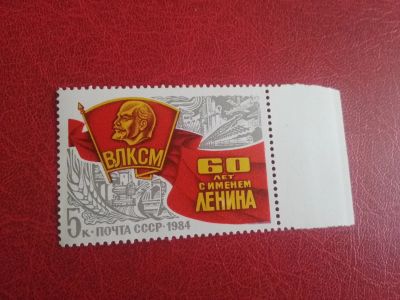 ВЛКСМ
60
ЛЕТ
С ИМЕНЕМ
ЛЕНИНА
5к • ПОЧТА СССР • 1984